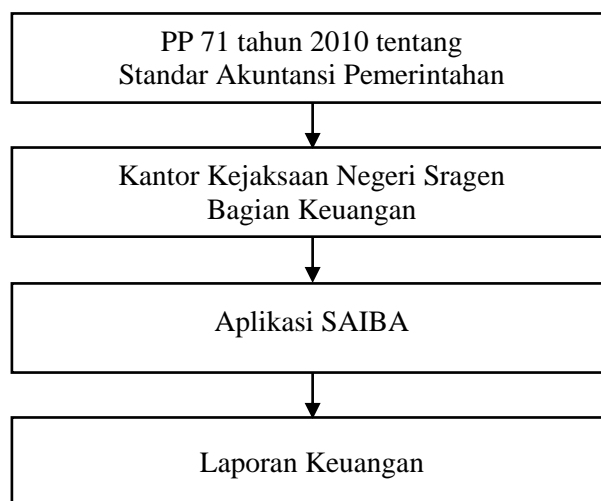 PP 71 tahun 2010 tentang
Standar Akuntansi Pemerintahan
Kantor Kejaksaan Negeri Sragen
Bagian Keuangan
Aplikasi SAIBA
Laporan Keuangan